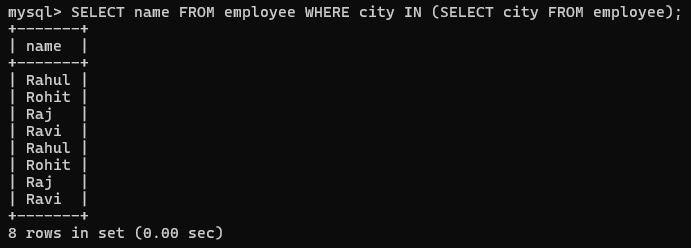 mysql> SELECT name FROM employee WHERE city IN (SELECT city FROM employee);
+-------+
| name  |
+-------+
| Rahul |
| Rohit |
| Raj   |
| Ravi  |
| Rahul |
| Rohit |
| Raj   |
| Ravi  |
+-------+
8 rows in set (0.00 sec)